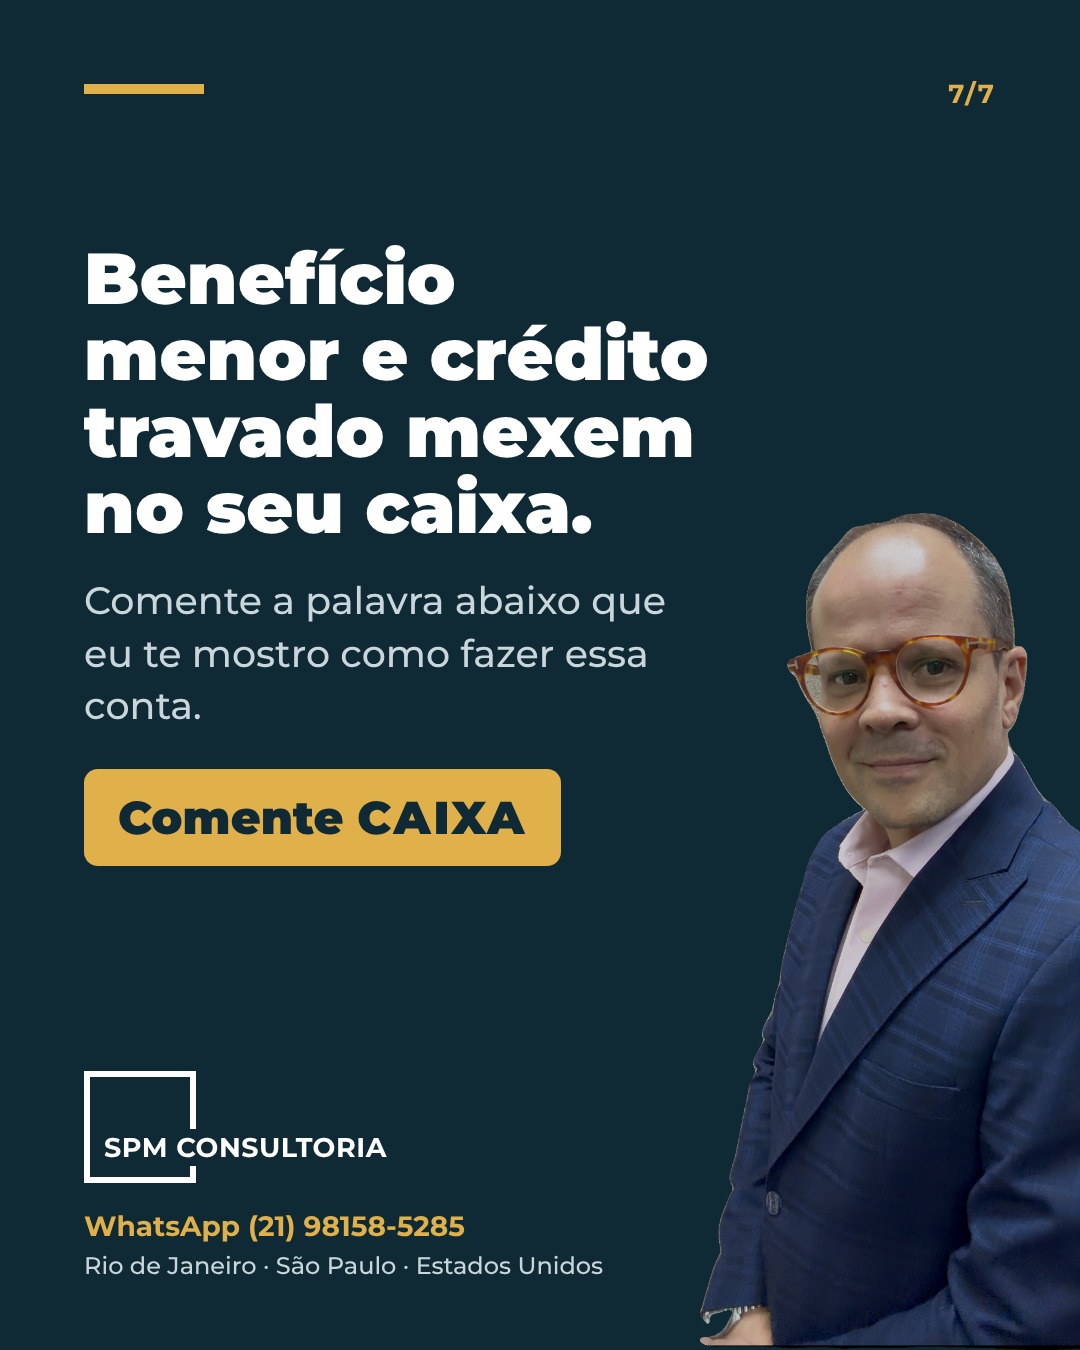 7/7
Benefício
menor e crédito
travado mexem
no seu caixa.
Comente a palavra abaixo que
eu te mostro como fazer essa
conta.
Comente CAIXA
SPM CONSULTORIA
WhatsApp (21) 98158-5285
Rio de Janeiro · São Paulo · Estados Unidos